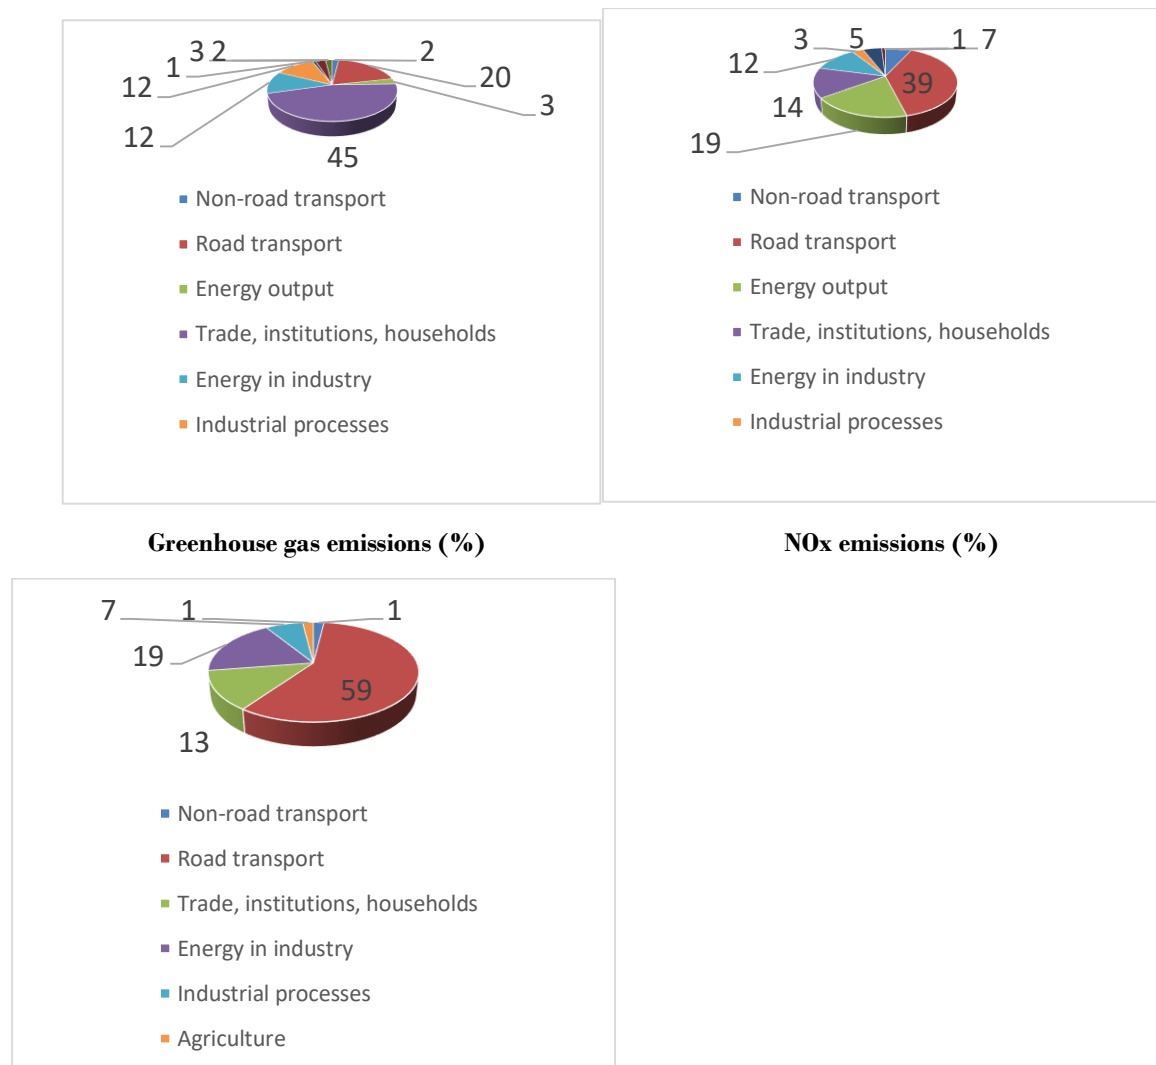 3 2 2
1 20
12 3
12
45
Non-road transport
Road transport
Energy output
Trade, institutions, households
Energy in industry
Industrial processes
3 5 1 7
12 39
14
19
Non-road transport
Road transport
Energy output
Trade, institutions, households
Energy in industry
Industrial processes
Greenhouse gas emissions (%)
NOx emissions (%)
7 1 1
19
59
13
Non-road transport
Road transport
Trade, institutions, households
Energy in industry
Industrial processes
Agriculture